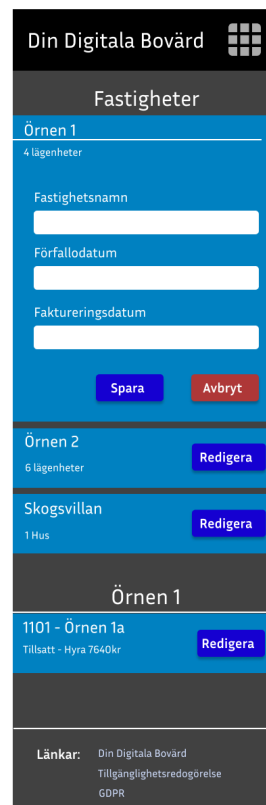 Din Digitala Bovärd
Fastigheter
Örnen 1
4 lägenheter
Fastighetsnamn
Förfallodatum
Faktureringsdatum
Spara
Avbryt
Örnen 2
6 lägenheter
Redigera
Skogsvillan
1 Hus
Redigera
Örnen 1
1101 - Örnen 1a
Tillsatt - Hyra 7640kr
Redigera
Länkar:
Din Digitala Bovärd
Tillgänglighetsredogörelse
GDPR